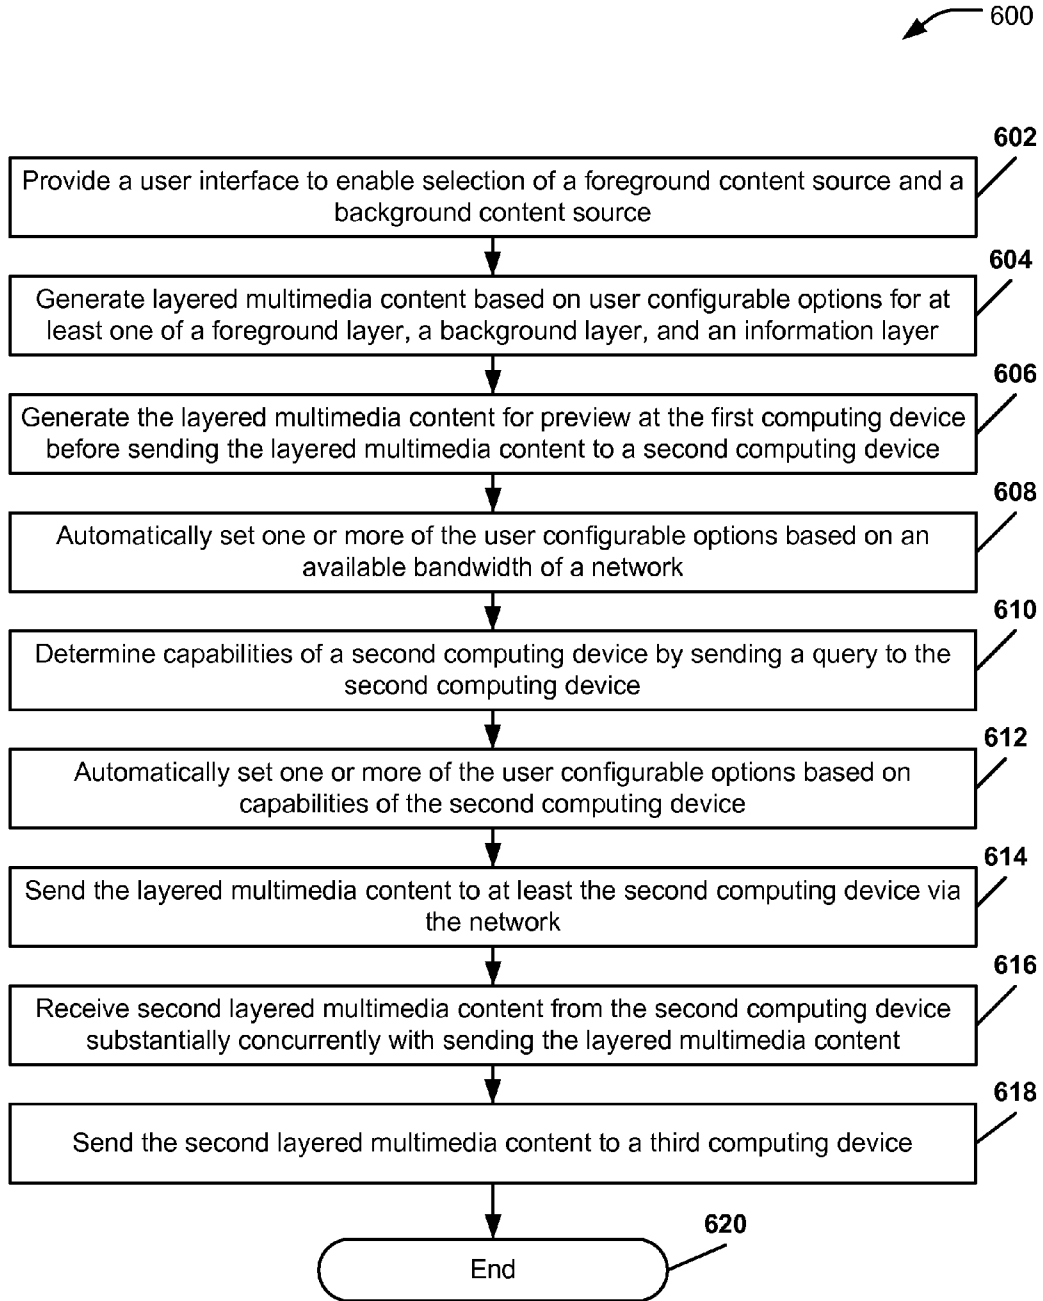 600
602
Provide a user interface to enable selection of a foreground content source and a
background content source
604
Generate layered multimedia content based on user configurable options for at
least one of a foreground layer, a background layer, and an information layer
606
Generate the layered multimedia content for preview at the first computing device
before sending the layered multimedia content to a second computing device
608
Automatically set one or more of the user configurable options based on an
available bandwidth of a network
610
Determine capabilities of a second computing device by sending a query to the
second computing device
612
Automatically set one or more of the user configurable options based on
capabilities of the second computing device
614
Send the layered multimedia content to at least the second computing device via
the network
616
Receive second layered multimedia content from the second computing device
substantially concurrently with sending the layered multimedia content
618
Send the second layered multimedia content to a third computing device
620
End